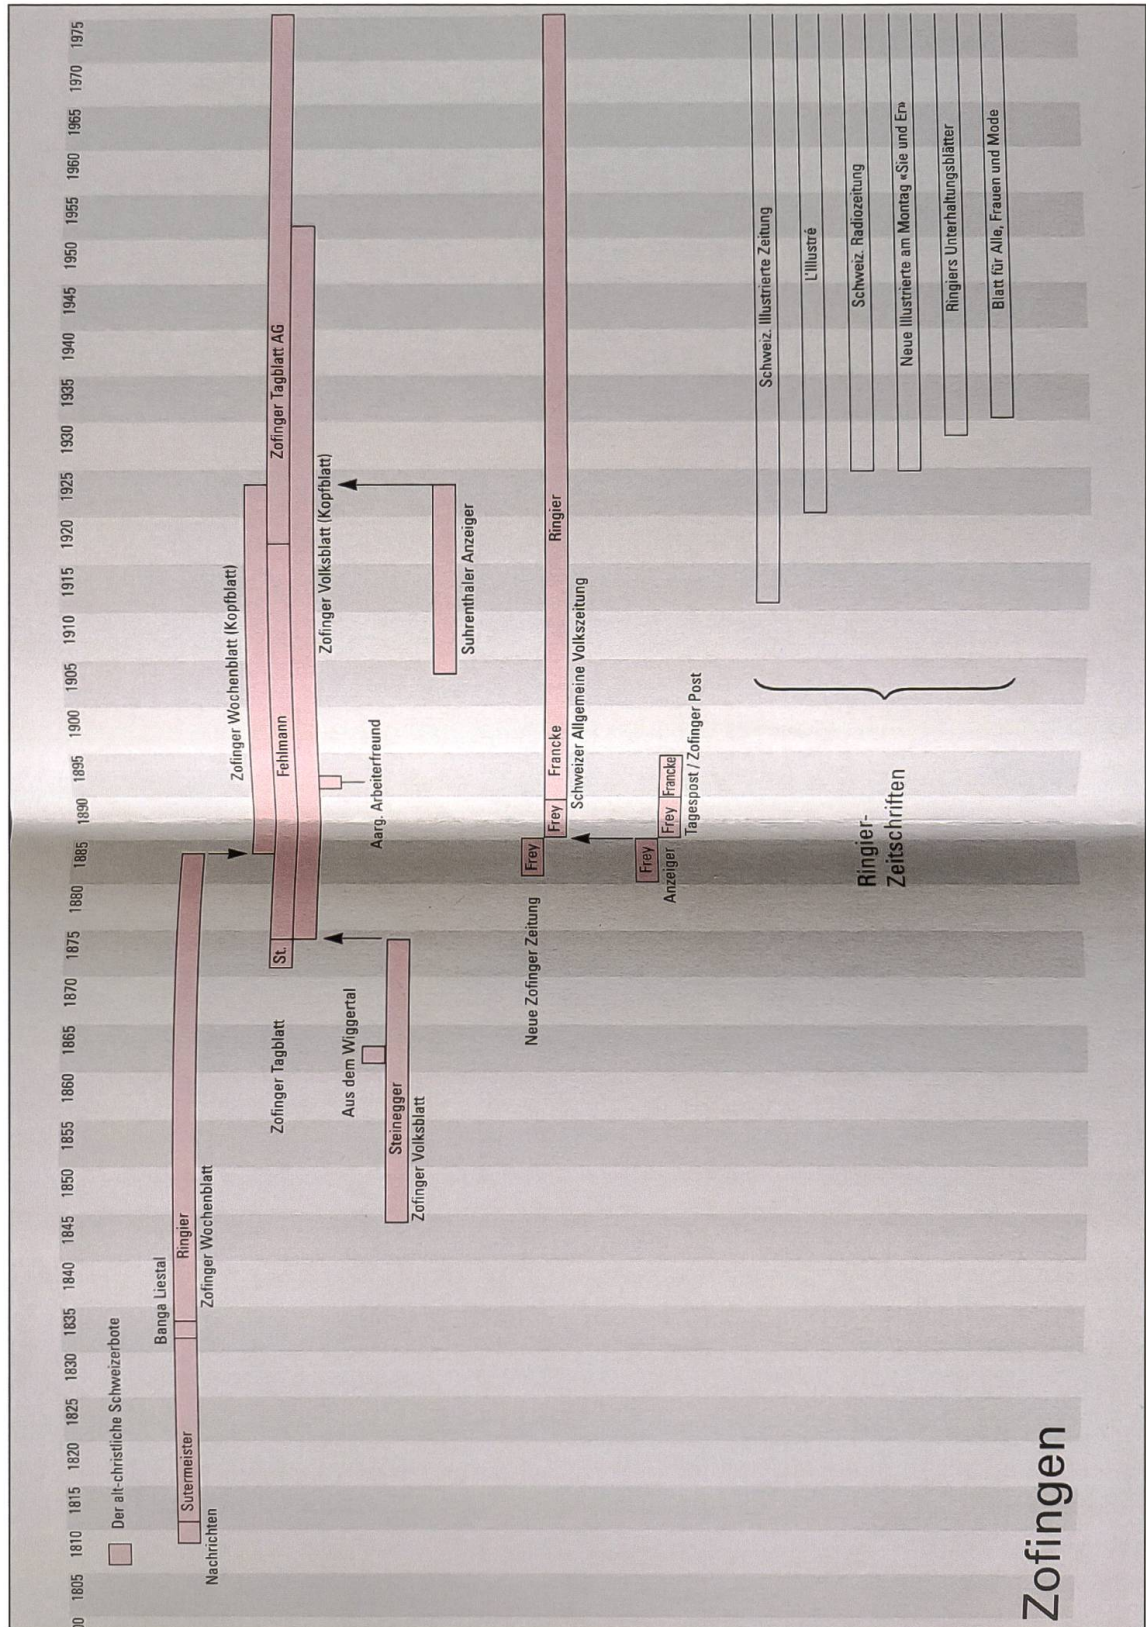 00 1805 1810 1815 1820 1825 1830 1835 1840 1845 1850 1855 1860 1865 1870 1875 1880 1885 1890 1895 1900 1905 1910 1915 1920 1925 1930 1935 1940 1945 1950 1955 1960 1965 1970 1975
Der alt-christliche Schweizerbote
Banga Liestal
Sutermeister
Ringier
Nachrichten
Zofinger Wochenblatt
Zofinger Wochenblatt (Kopfblatt)
St.
Fehlmann
Zofinger Tagblatt AG
Zofinger Tagblatt
Zofinger Volksblatt (Kopfblatt)
Aus dem Wiggertal
Aarg. Arbeiterfreund
Steinegger
Zofinger Volksblatt
Suhrenthaler Anzeiger
Neue Zofinger Zeitung
Frey
Frey
Francke
Ringier
Schweizer Allgemeine Volkszeitung
Frey
Anzeiger
Frey
Francke
Tagespost / Zofinger Post
Ringier-
Zeitschriften
Schweiz. Illustrierte Zeitung
L'Illustré
Schweiz. Radiozeitung
Neue Illustrierte am Montag «Sie und Er»
Ringiers Unterhaltungsblätter
Blatt für Alle, Frauen und Mode
Zofingen